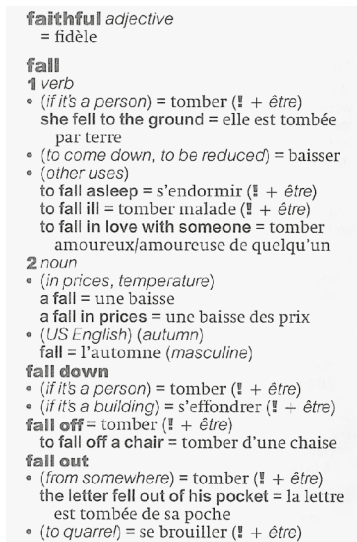 faithful adjective
= fidèle
fall
1 verb
• (if it's a person) = tomber (! + être)
she fell to the ground = elle est tombée
par terre
• (to come down, to be reduced) = baisser
• (other uses)
to fall asleep = s'endormir (! + être)
to fall ill = tomber malade (! + être)
to fall in love with someone = tomber
amoureux/amoureuse de quelqu'un
2 noun
• (in prices, temperature)
a fall = une baisse
a fall in prices = une baisse des prix
• (US English) (autumn)
fall = l'automne (masculine)
fall down
• (if it's a person) = tomber (! + être)
• (if it's a building) = s'effondrer (! + être)
fall off = tomber (! + être)
to fall off a chair = tomber d'une chaise
fall out
• (from somewhere) = tomber (! + être)
the letter fell out of his pocket = la lettre
est tombée de sa poche
• (to quarrel) = se brouiller (! + être)